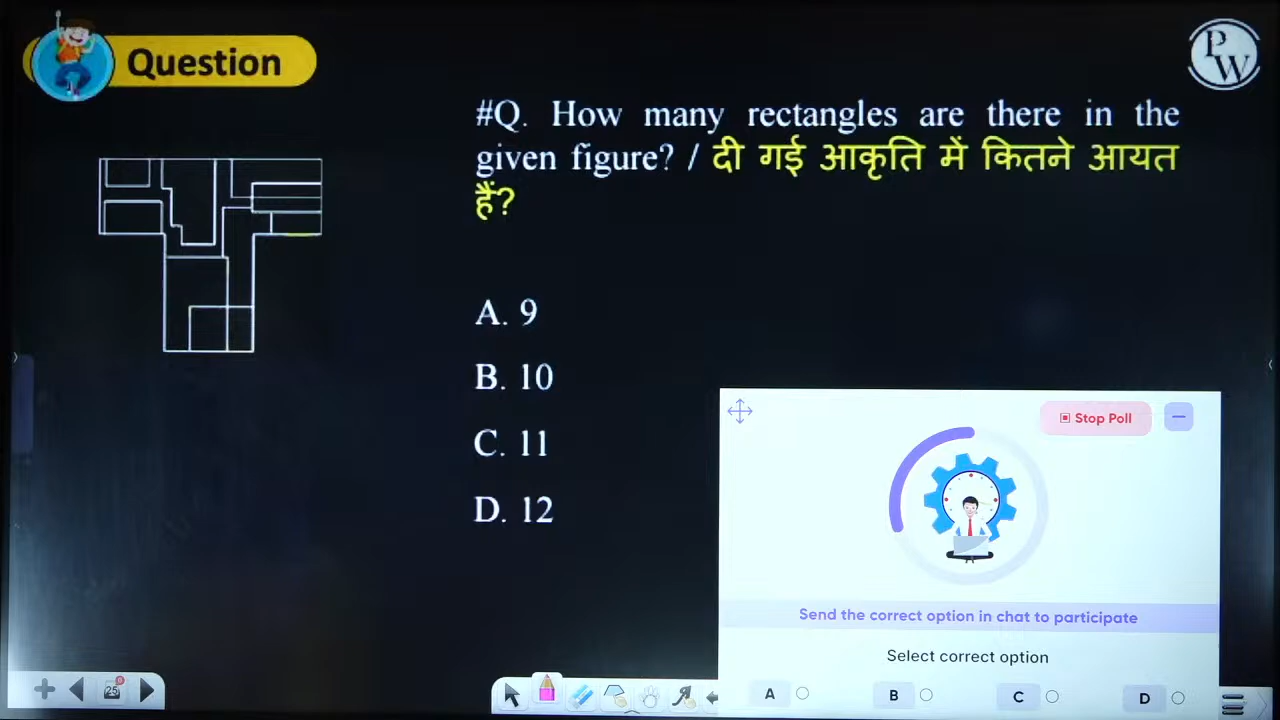 Question
PW
#Q. How many rectangles are there in the
given figure? / दी गई आकृति में कितने आयत
हैं?
A. 9
B. 10
C. 11
D. 12
Stop Poll
Send the correct option in chat to participate
Select correct option
A
B
C
D
25